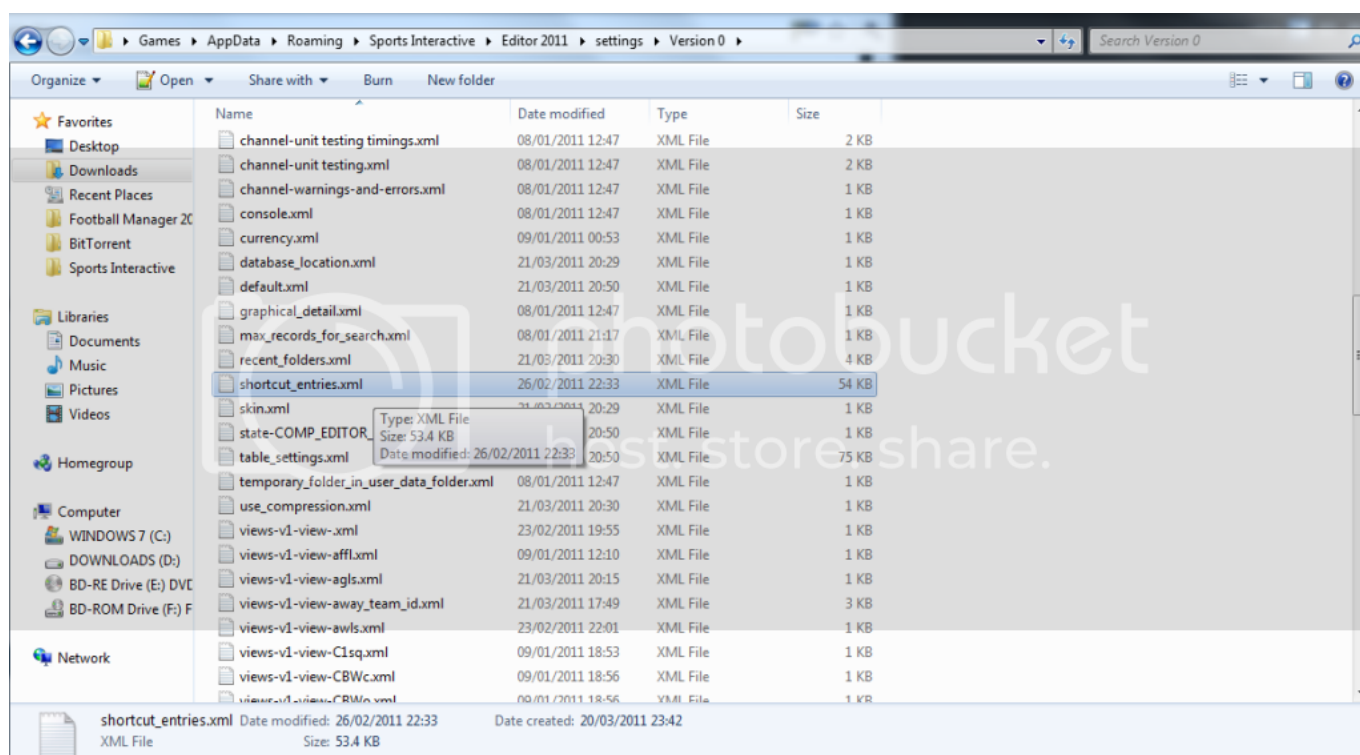 Games AppData Roaming Sports Interactive Editor 2011 settings Version 0 Search Version 0
Organize Open Share with Burn New folder
Favorites
Desktop
Downloads
Recent Places
Football Manager 20
BitTorrent
Sports Interactive
Libraries
Documents
Music
Pictures
Videos
Homegroup
Computer
WINDOWS 7 (C:)
DOWNLOADS (D:)
BD-RE Drive (E:) DVD
BD-ROM Drive (F:) F
Network
Name Date modified Type Size
channel-unit testing timings.xml 08/01/2011 12:47 XML File 2 KB
channel-unit testing.xml 08/01/2011 12:47 XML File 2 KB
channel-warnings-and-errors.xml 08/01/2011 12:47 XML File 1 KB
console.xml 08/01/2011 12:47 XML File 1 KB
currency.xml 09/01/2011 00:53 XML File 1 KB
database_location.xml 21/03/2011 20:29 XML File 1 KB
default.xml 21/03/2011 20:50 XML File 1 KB
graphical_detail.xml 08/01/2011 12:47 XML File 1 KB
max_records_for_search.xml 08/01/2011 21:17 XML File 1 KB
recent_folders.xml 21/03/2011 20:30 XML File 4 KB
shortcut_entries.xml 26/02/2011 22:33 XML File 54 KB
skin.xml 21/03/2011 20:29 XML File 1 KB
state-COMP_EDITOR_ 20:50 XML File 1 KB
table_settings.xml 20:50 XML File 75 KB
temporary_folder_in_user_data_folder.xml 08/01/2011 12:47 XML File 1 KB
use_compression.xml 21/03/2011 20:30 XML File 1 KB
views-v1-view-.xml 23/02/2011 19:55 XML File 1 KB
views-v1-view-affl.xml 09/01/2011 12:10 XML File 1 KB
views-v1-view-agls.xml 21/03/2011 20:15 XML File 1 KB
views-v1-view-away_team_id.xml 21/03/2011 17:49 XML File 3 KB
views-v1-view-awls.xml 23/02/2011 22:01 XML File 1 KB
views-v1-view-C1sq.xml 09/01/2011 18:53 XML File 1 KB
views-v1-view-CBWc.xml 09/01/2011 18:56 XML File 1 KB
views-v1-view-CBWo.xml 09/01/2011 18:56 XML File 1 KB
Type: XML File
Size: 53.4 KB
Date modified: 26/02/2011 22:33
photobucket
host. store. share.
shortcut_entries.xml Date modified: 26/02/2011 22:33 Date created: 20/03/2011 23:42
XML File Size: 53.4 KB